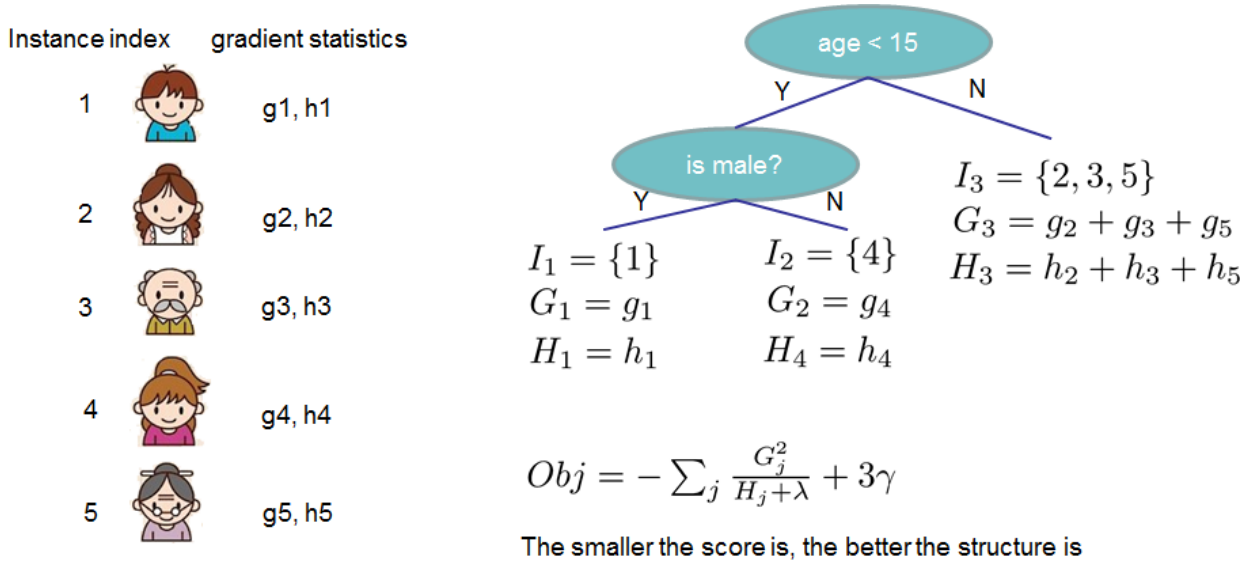 Instance index gradient statistics
1 g1, h1
2 g2, h2
3 g3, h3
4 g4, h4
5 g5, h5
age < 15
Y N
is male?
Y N
I₁ = {1}
G₁ = g₁
H₁ = h₁
I₂ = {4}
G₂ = g₄
H₄ = h₄
I₃ = {2, 3, 5}
G₃ = g₂ + g₃ + g₅
H₃ = h₂ + h₃ + h₅
Obj = − ∑ⱼ Gⱼ² / (Hⱼ+λ) + 3γ
The smaller the score is, the better the structure is